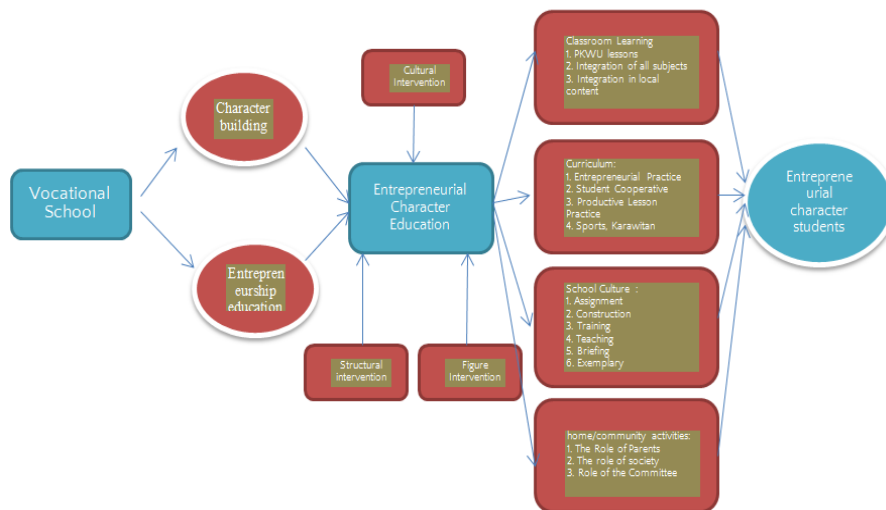 Vocational
School
Character
building
Entrepren
eurship
education
Cultural
Intervention
Entrepreneurial
Character
Education
Structural
intervention
Figure
Intervention
Classroom Learning
1. PKWU lessons
2. Integration of all subjects
3. Integration in local
content
Curriculum:
1. Entrepreneurial Practice
2. Student Cooperative
3. Productive Lesson
Practice
4. Sports, Karawitan
School Culture :
1. Assignment
2. Construction
3. Training
4. Teaching
5. Briefing
6. Exemplary
home/community activities:
1. The Role of Parents
2. The role of society
3. Role of the Committee
Entreprene
urial
character
students